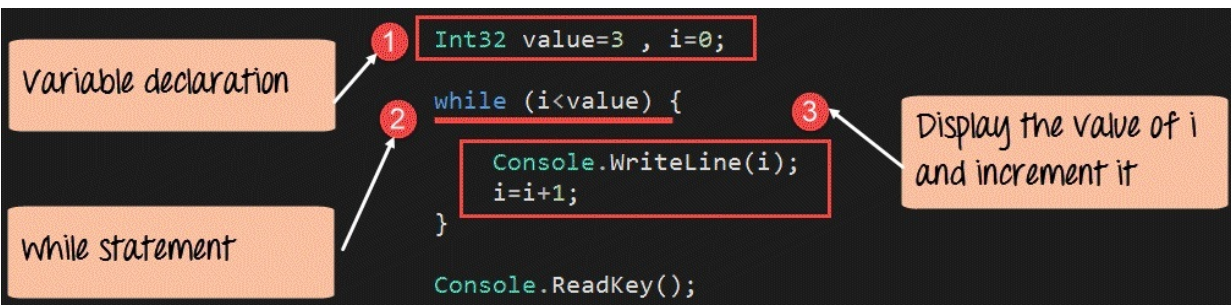 Variable declaration
1
Int32 value=3 , i=0;
while (i<value) {
2
3
Display the value of i
and increment it
Console.WriteLine(i);
i=i+1;
}
While statement
Console.ReadKey();